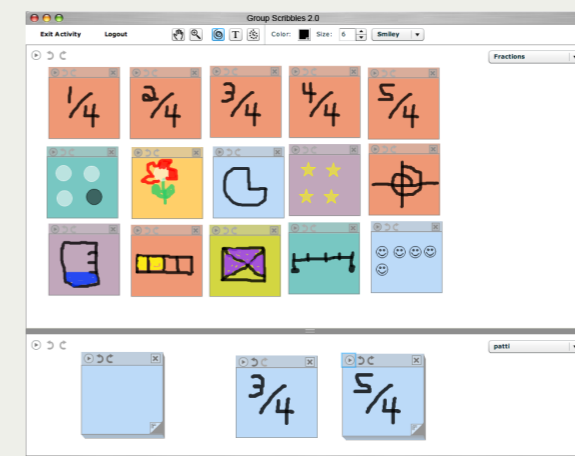 Group Scribbles 2.0
Exit Activity Logout T Color: Size: 6 Smiley
Fractions
1/4 2/4 3/4 4/4 5/4
patti
3/4 5/4